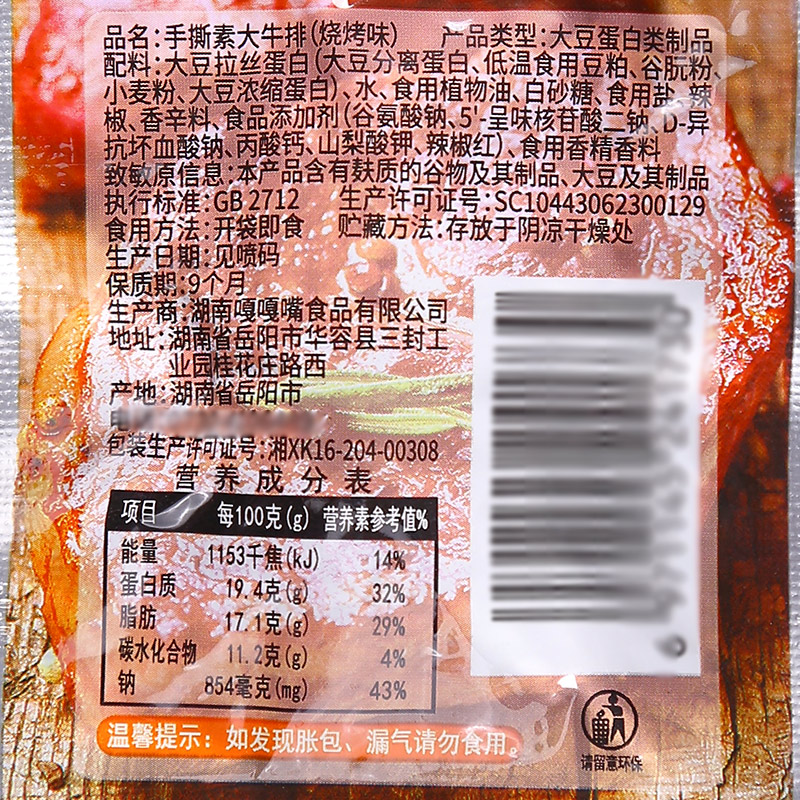 品名:手撕素大牛排(烧烤味) 产品类型:大豆蛋白类制品
配料:大豆拉丝蛋白(大豆分离蛋白、低温食用豆粕、谷朊粉、
小麦粉、大豆浓缩蛋白)、水、食用植物油、白砂糖、食用盐、辣
椒、香辛料、食品添加剂(谷氨酸钠、5'-呈味核苷酸二钠、D-异
抗坏血酸钠、丙酸钙、山梨酸钾、辣椒红)、食用香精香料
致敏原信息:本产品含有麸质的谷物及其制品、大豆及其制品
执行标准:GB 2712 生产许可证号:SC10443062300129
食用方法:开袋即食 贮藏方法:存放于阴凉干燥处
生产日期:见喷码
保质期:9个月
生产商:湖南嘎嘎嘴食品有限公司
地址:湖南省岳阳市华容县三封工
业园桂花庄路西
产地:湖南省岳阳市
包装生产许可证号:湘XK16-204-00308
营养成分表
项目 每100克(g) 营养素参考值%
能量 1153千焦(kJ) 14%
蛋白质 19.4克(g) 32%
脂肪 17.1克(g) 29%
碳水化合物 11.2克(g) 4%
钠 854毫克(mg) 43%
温馨提示:如发现胀包、漏气请勿食用。
请留意环保